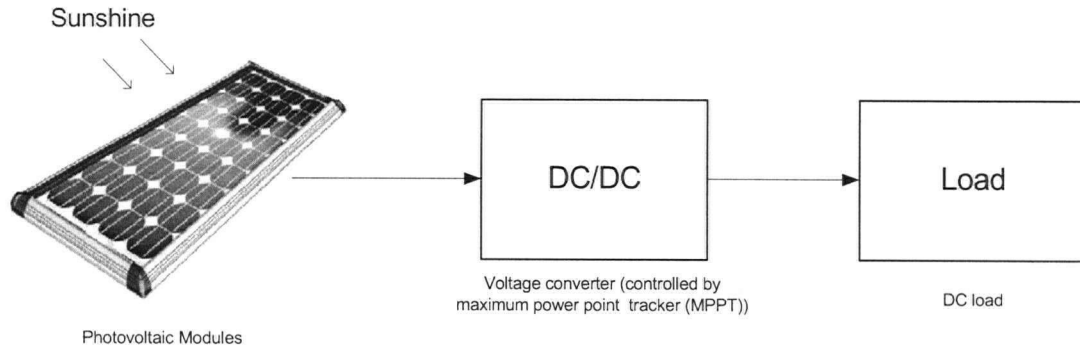 Sunshine
DC/DC
Load
Voltage converter (controlled by
maximum power point tracker (MPPT))
DC load
Photovoltaic Modules